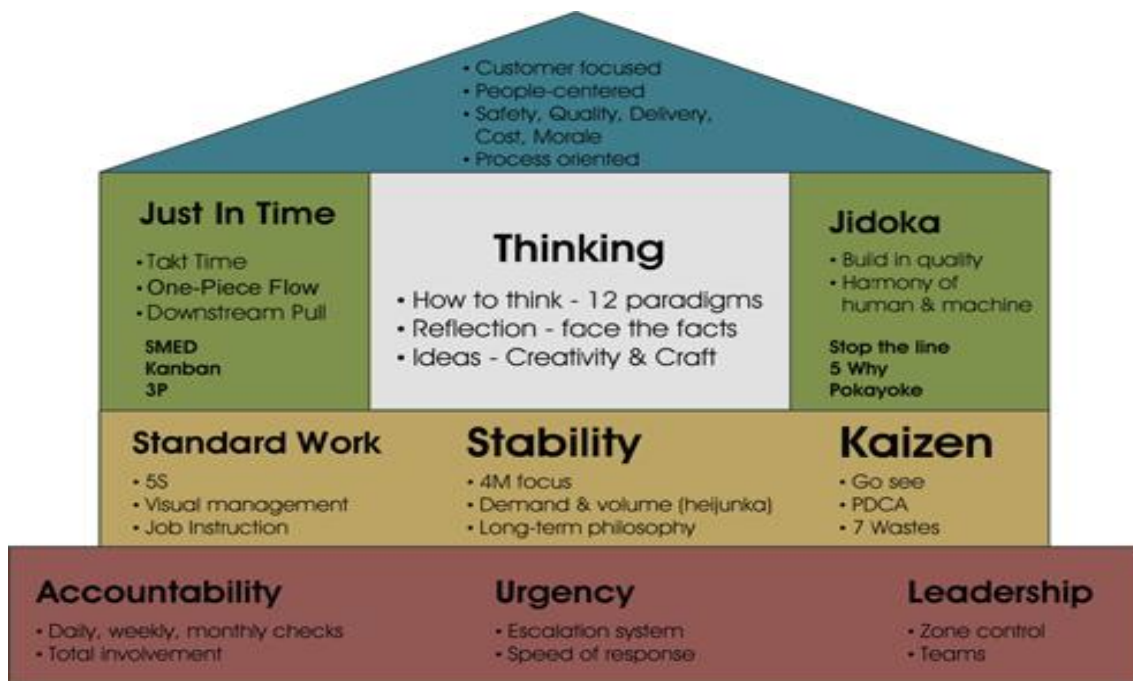 • Customer focused
• People-centered
• Safety, Quality, Delivery,
Cost, Morale
• Process oriented
Just In Time
• Takt Time
• One-Piece Flow
• Downstream Pull
SMED
Kanban
3P
Thinking
• How to think - 12 paradigms
• Reflection - face the facts
• Ideas - Creativity & Craft
Jidoka
• Build in quality
• Harmony of
human & machine
Stop the line
5 Why
Pokayoke
Standard Work
• 5S
• Visual management
• Job Instruction
Stability
• 4M focus
• Demand & volume (heijunka)
• Long-term philosophy
Kaizen
• Go see
• PDCA
• 7 Wastes
Accountability
• Daily, weekly, monthly checks
• Total involvement
Urgency
• Escalation system
• Speed of response
Leadership
• Zone control
• Teams